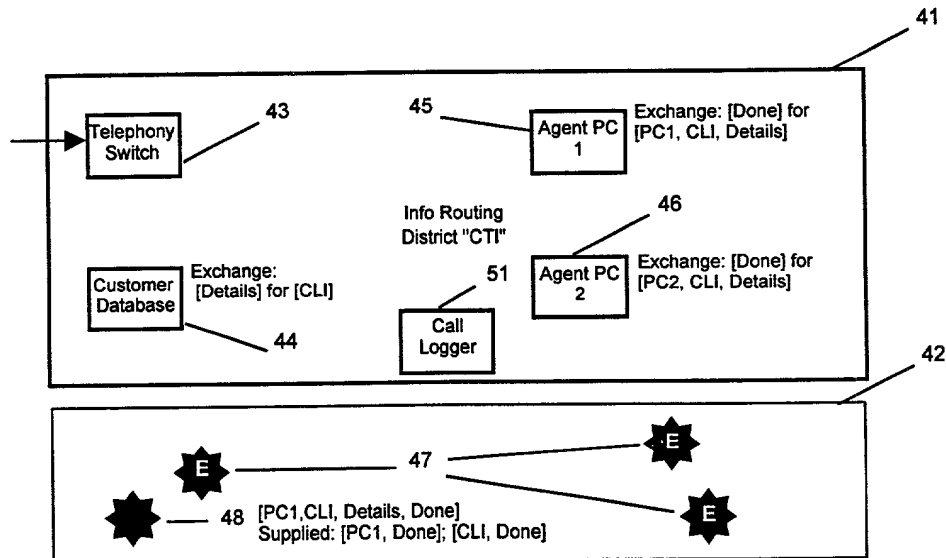 41
Telephony
Switch
43
45
Agent PC
1
Exchange: [Done] for
[PC1, CLI, Details]
Info Routing
District "CTI"
46
Customer
Database
Exchange:
[Details] for [CLI]
44
51
Call
Logger
Agent PC
2
Exchange: [Done] for
[PC2, CLI, Details]
42
E
E
47
E
48
[PC1,CLI, Details, Done]
Supplied: [PC1, Done]; [CLI, Done]